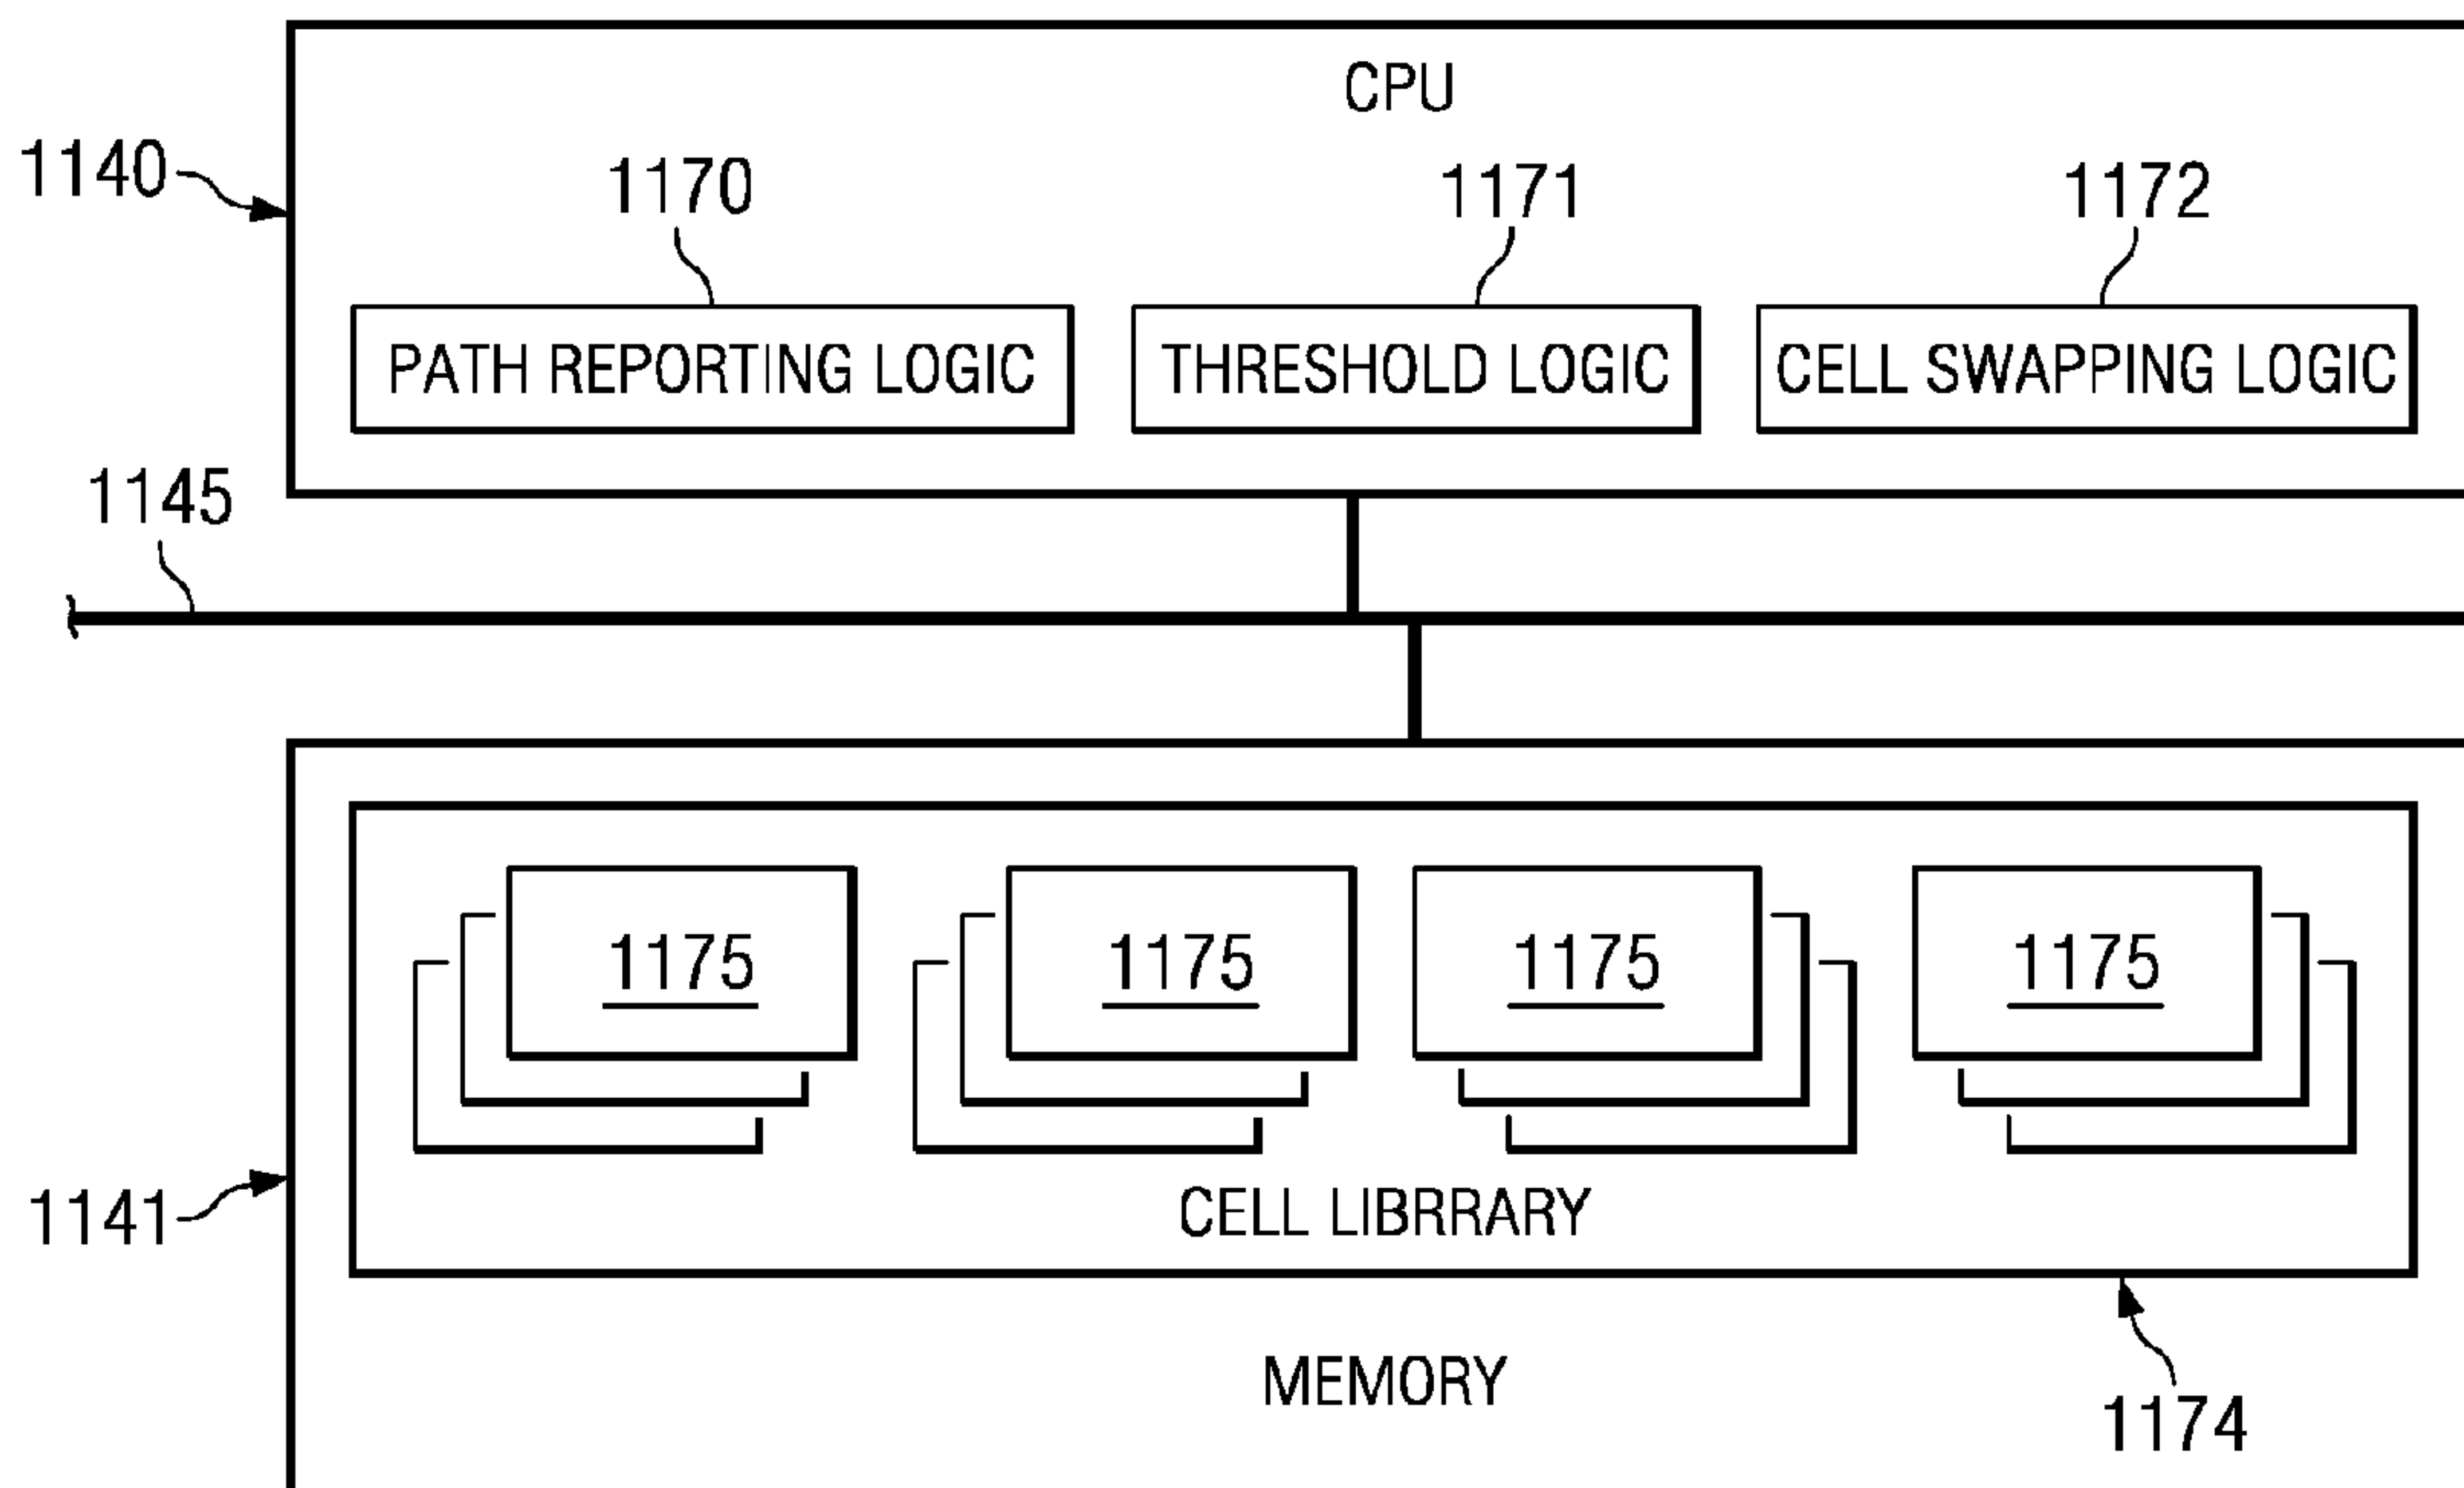 CPU
1140
1170
1171
1172
PATH REPORTING LOGIC
THRESHOLD LOGIC
CELL SWAPPING LOGIC
1145
1175
1175
1175
1175
1141
CELL LIBRRARY
MEMORY
1174